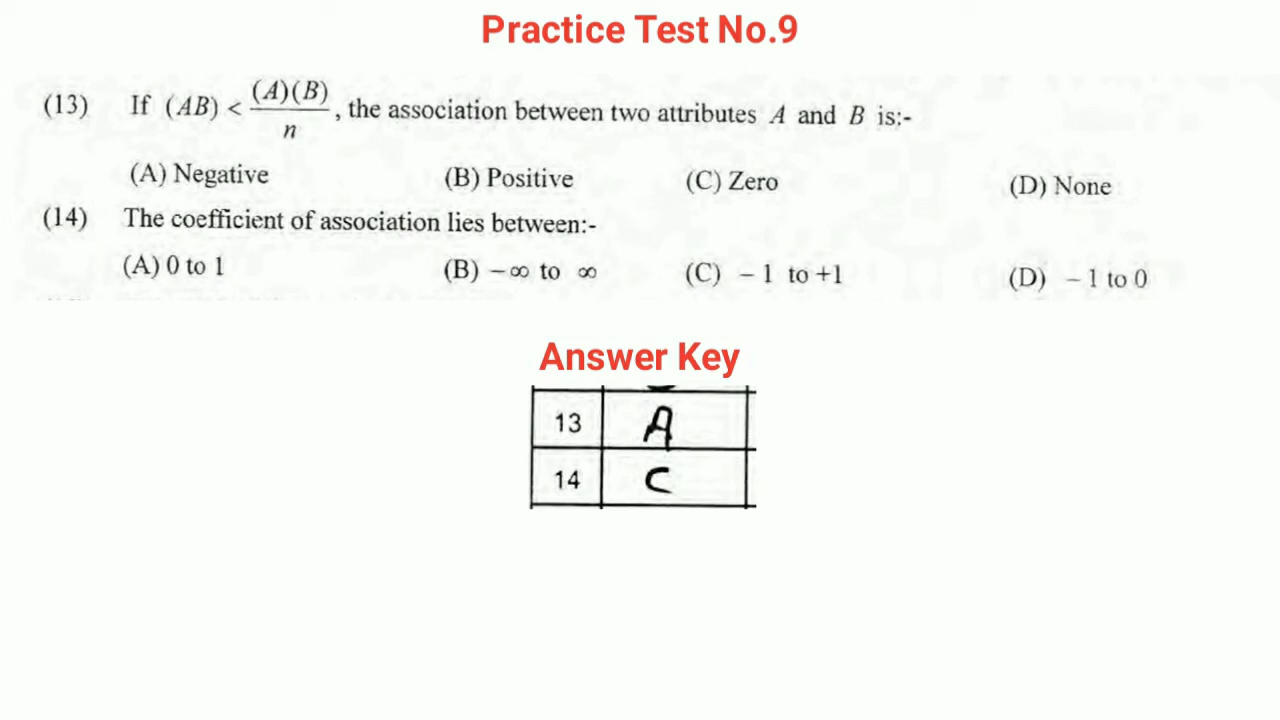 Practice Test No.9
(13) If (AB) < (A)(B)/n , the association between two attributes A and B is:-
(A) Negative (B) Positive (C) Zero (D) None
(14) The coefficient of association lies between:-
(A) 0 to 1 (B) −∞ to ∞ (C) −1 to +1 (D) −1 to 0
Answer Key
13 A
14 C